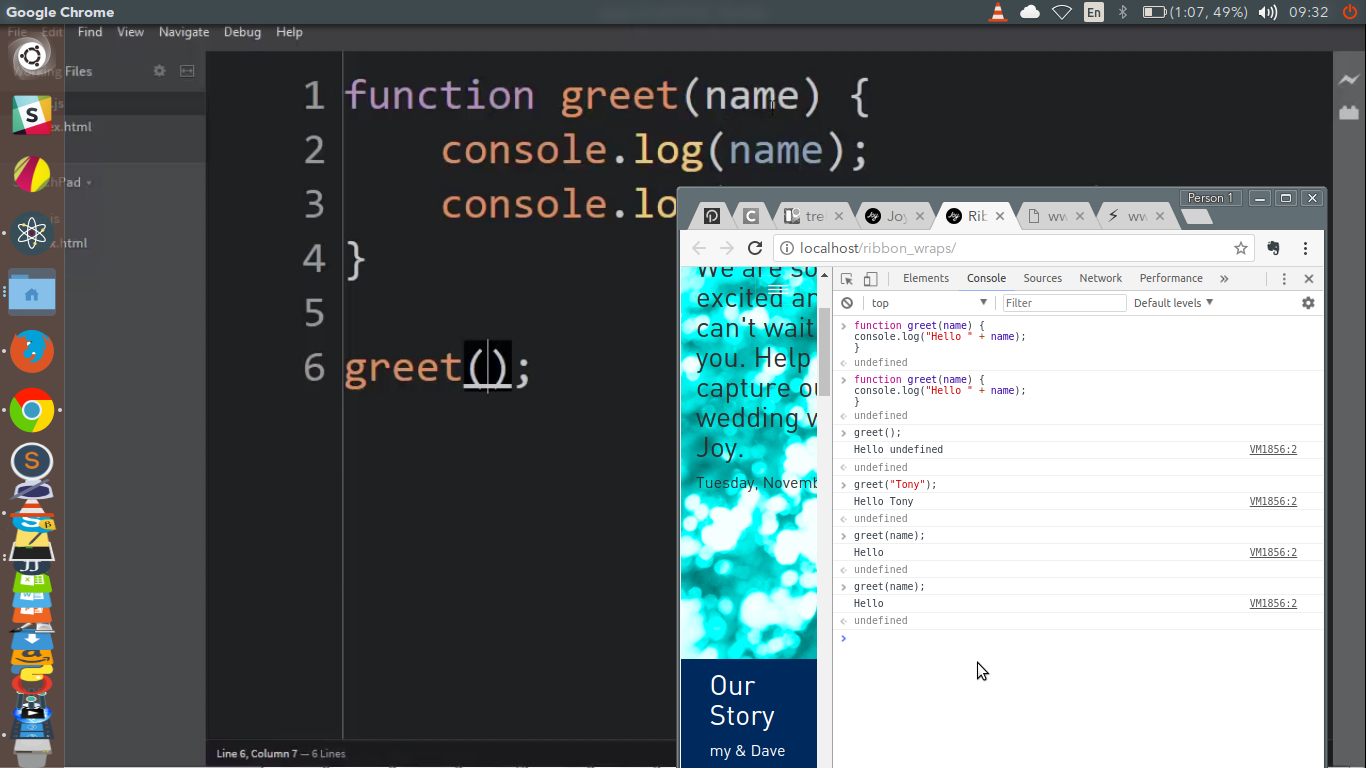 Google Chrome
En
(1:07, 49%)
09:32
File Edit Find View Navigate Debug Help
Files
.js
ex.html
Pad
js
ex.html
1 function greet(name) {
2 console.log(name);
3 console.lo
4 }
5
6 greet();
Line 6, Column 7 — 6 Lines
Person 1
tre
Joy
Rib
ww
ww
localhost/ribbon_wraps/
We are so
excited an
can't wait
you. Help
capture ou
wedding w
Joy.
Tuesday, Novemb
Our
Story
my & Dave
Elements Console Sources Network Performance »
top
Filter
Default levels
function greet(name) {
console.log("Hello " + name);
}
undefined
function greet(name) {
console.log("Hello " + name);
}
undefined
greet();
Hello undefined VM1856:2
undefined
greet("Tony");
Hello Tony VM1856:2
undefined
greet(name);
Hello VM1856:2
undefined
greet(name);
Hello VM1856:2
undefined